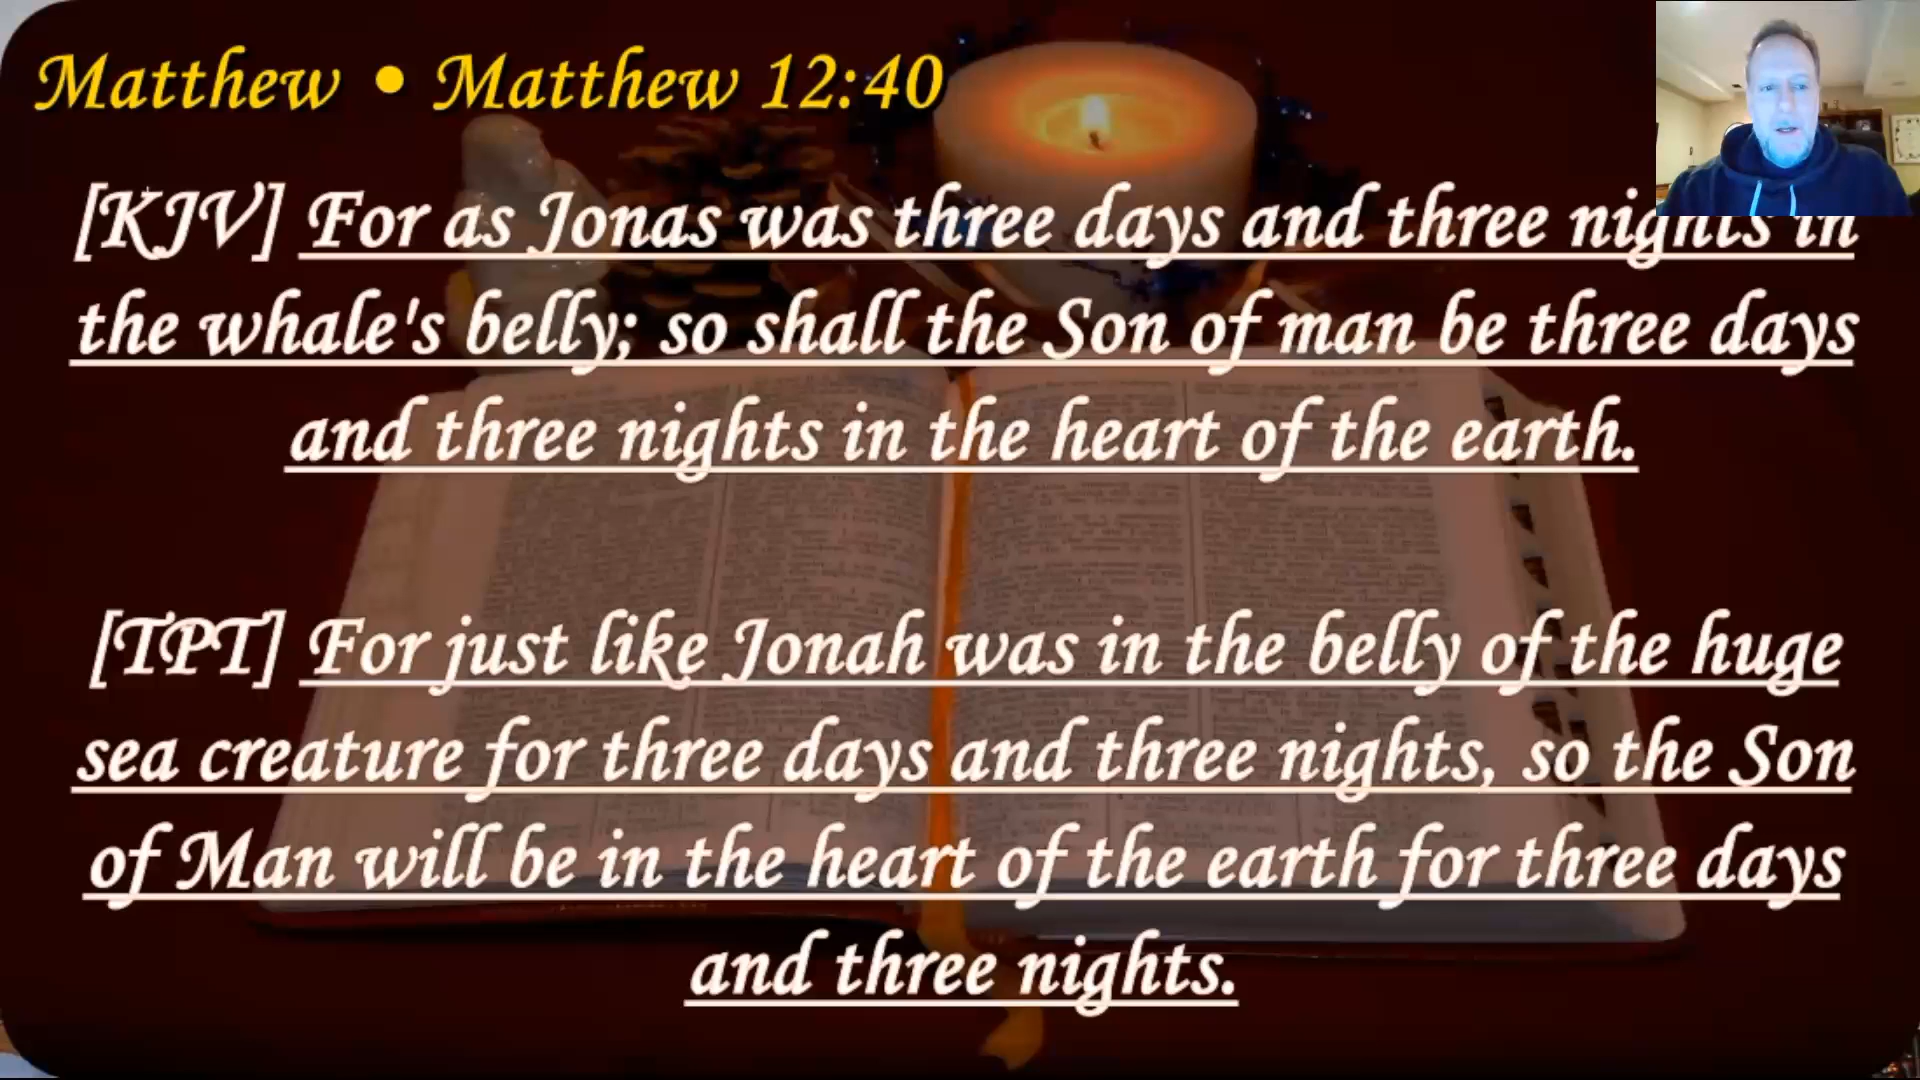 Matthew • Matthew 12:40
[KJV] For as Jonas was three days and three nights in
the whale's belly; so shall the Son of man be three days
and three nights in the heart of the earth.
[TPT] For just like Jonah was in the belly of the huge
sea creature for three days and three nights, so the Son
of Man will be in the heart of the earth for three days
and three nights.